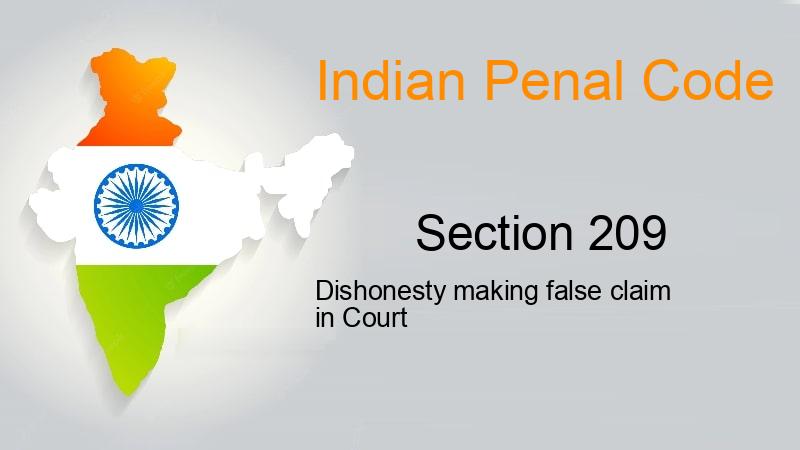 Indian Penal Code
Section 209
Dishonesty making false claim
in Court